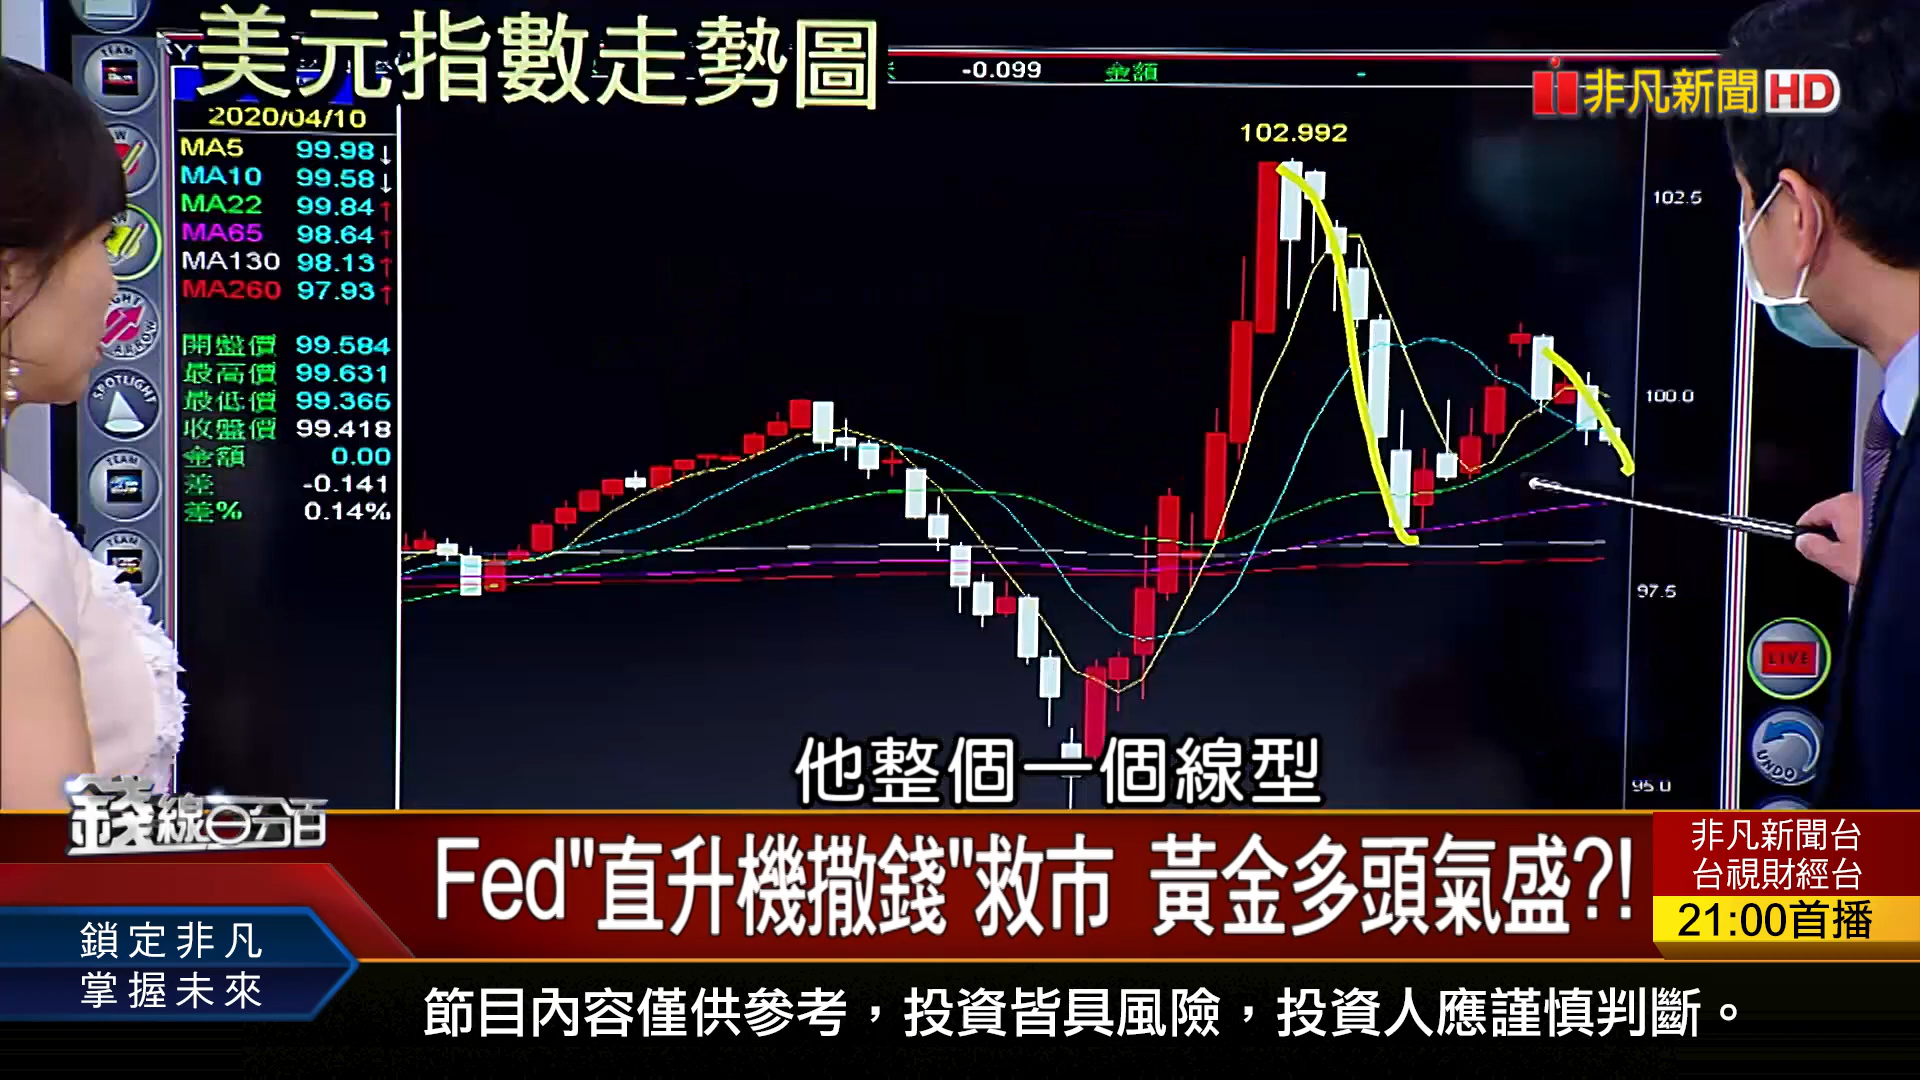 美元指數走勢圖
-0.099 金額 -
非凡新聞HD
2020/04/10
MA5 99.98↓
MA10 99.58↓
MA22 99.84↑
MA65 98.64↑
MA130 98.13↑
MA260 97.93↑
開盤價 99.584
最高價 99.631
最低價 99.365
收盤價 99.418
金額 0.00
差 -0.141
差% 0.14%
102.992
102.5
100.0
97.5
95.0
TEAM
ARROW
SPOTLIGHT
TEAM
TEAM
LIVE
UNDO
他整個一個線型
錢線百分百
Fed"直升機撒錢"救市 黃金多頭氣盛?!
非凡新聞台
台視財經台
21:00首播
鎖定非凡
掌握未來
節目內容僅供參考，投資皆具風險，投資人應謹慎判斷。